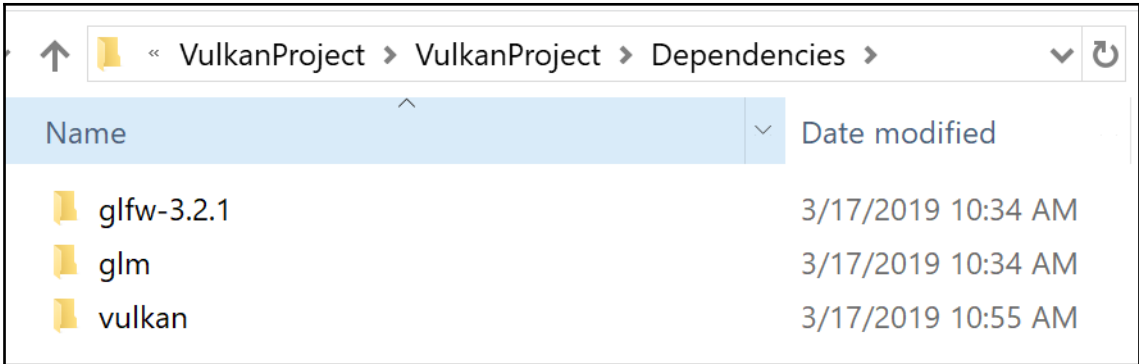 « VulkanProject > VulkanProject > Dependencies >
Name Date modified
glfw-3.2.1 3/17/2019 10:34 AM
glm 3/17/2019 10:34 AM
vulkan 3/17/2019 10:55 AM